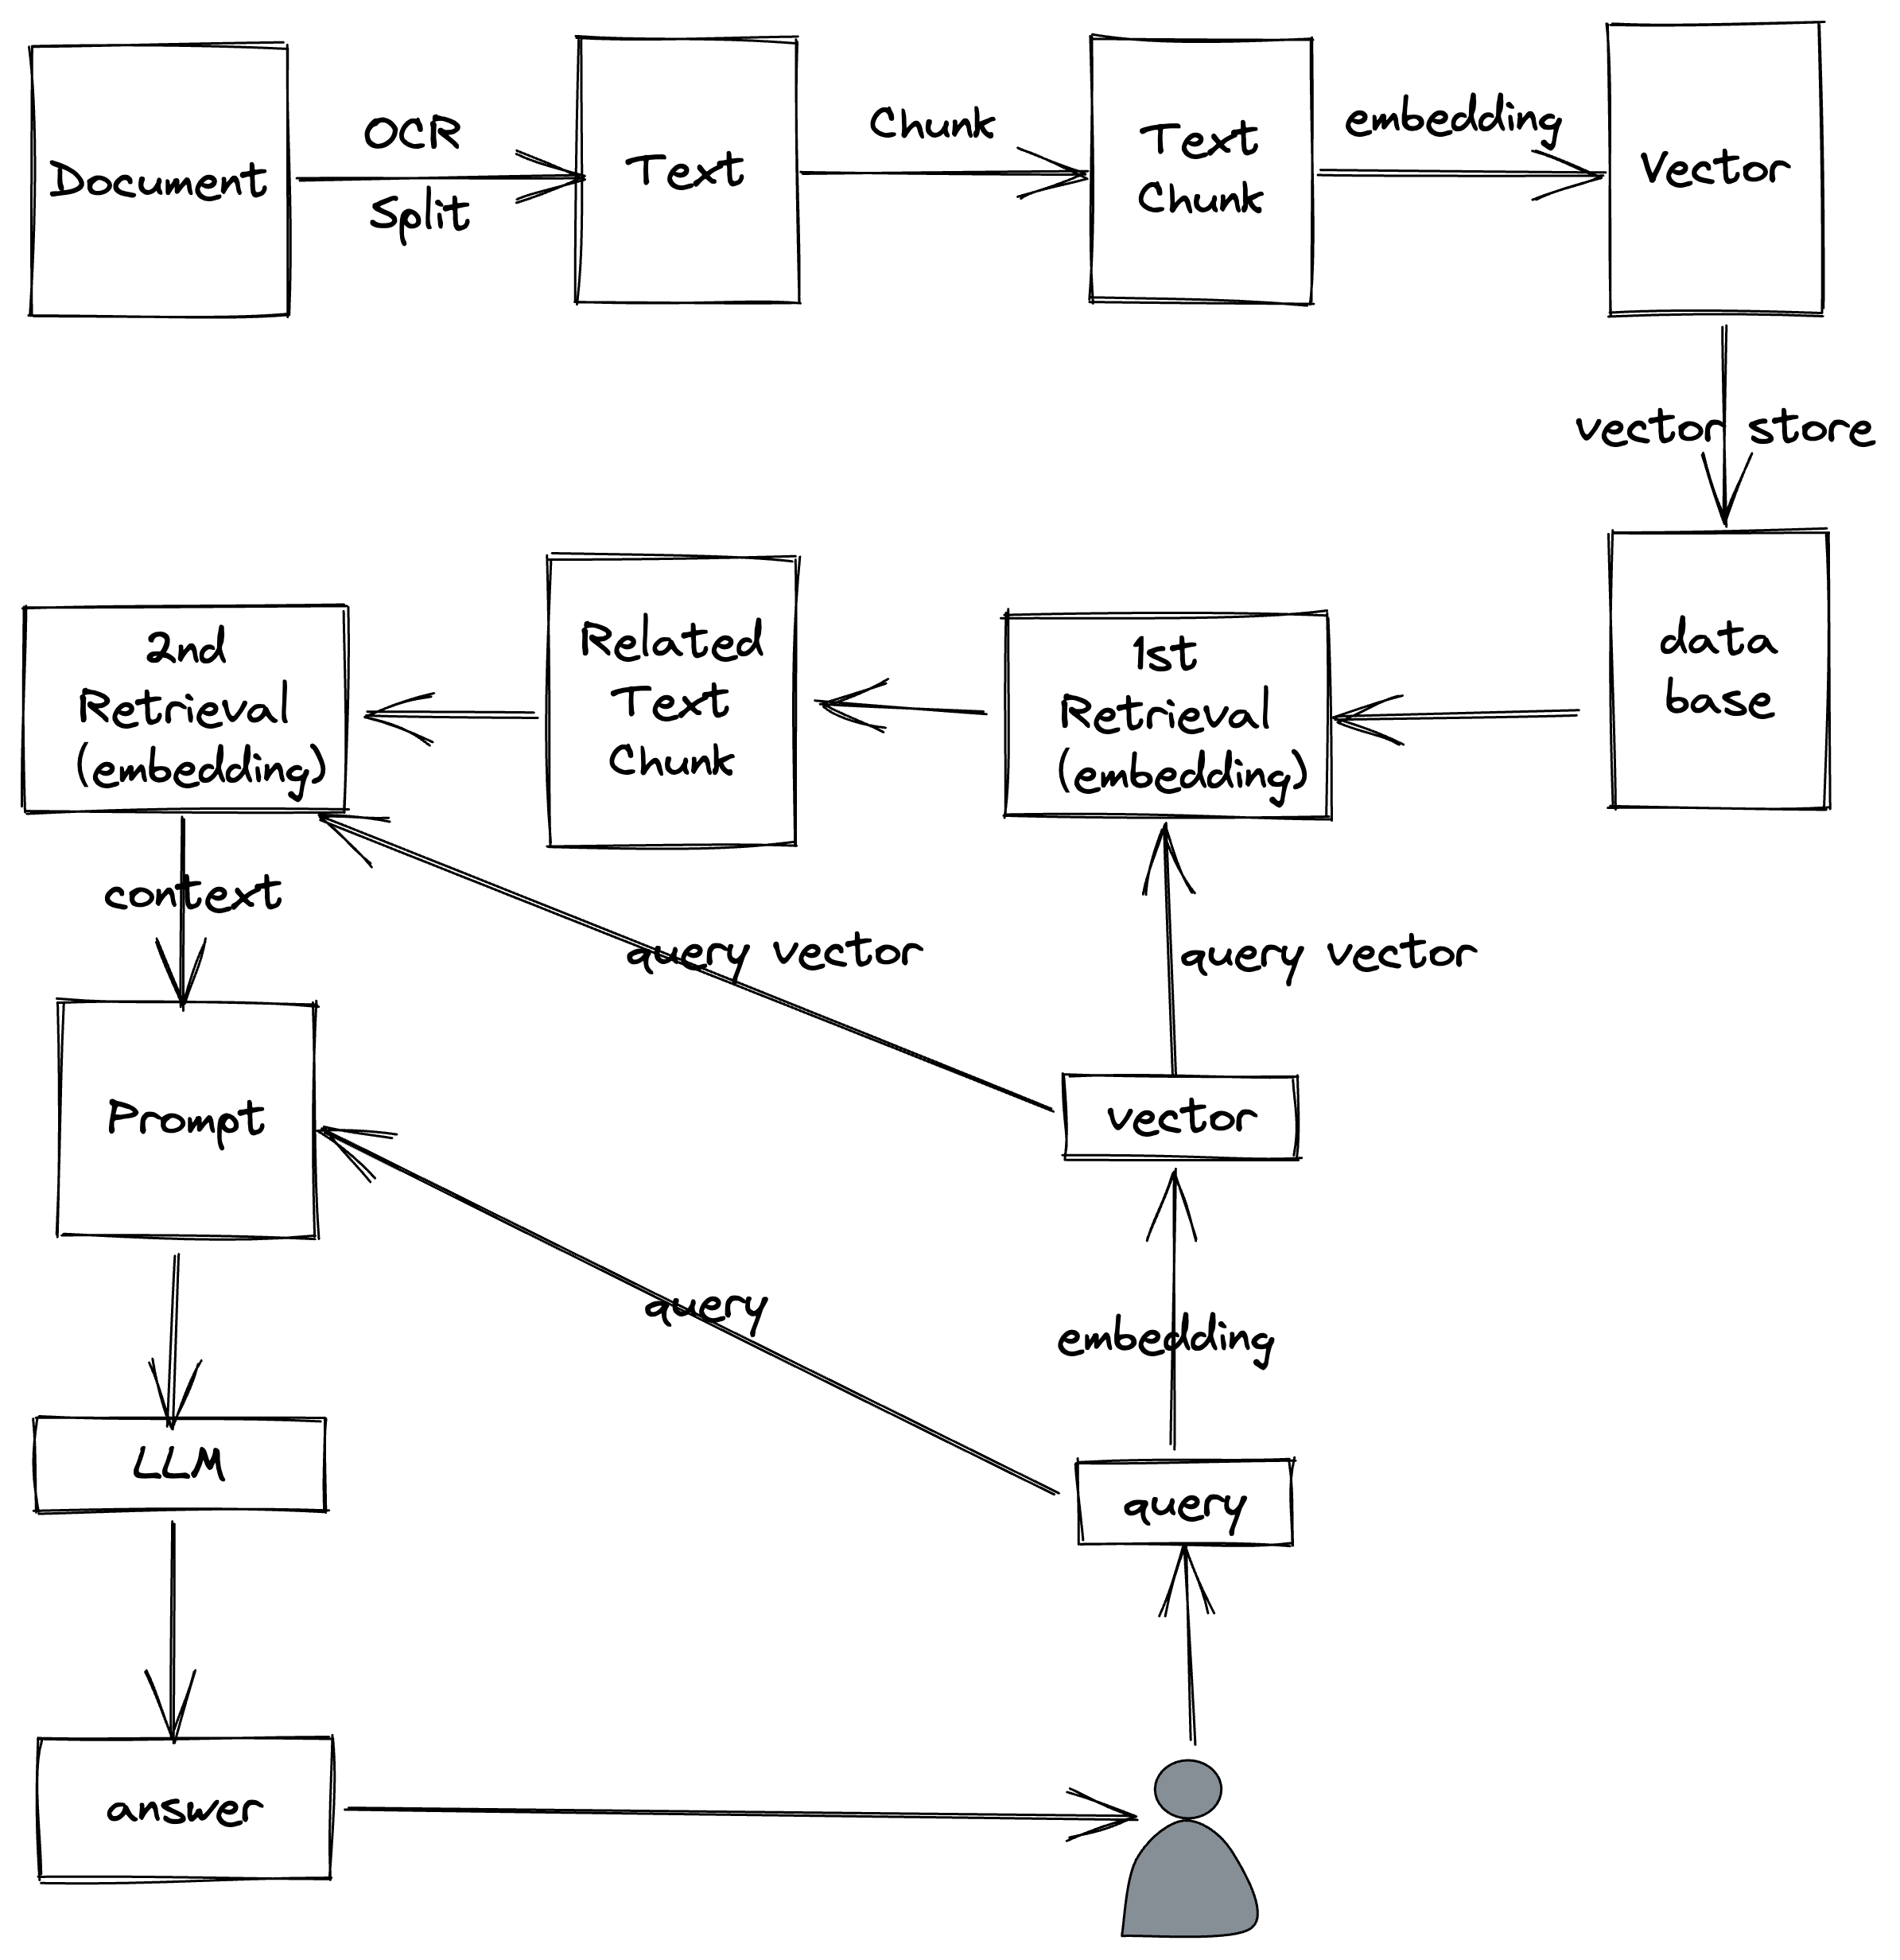 Document
OCR
Split
Text
Chunk
Text
Chunk
embedding
Vector
vector store
2nd
Retrieval
(embedding)
Related
Text
Chunk
1st
Retrieval
(embedding)
data
base
context
query vector
query vector
Prompt
vector
query
embedding
LLM
query
answer